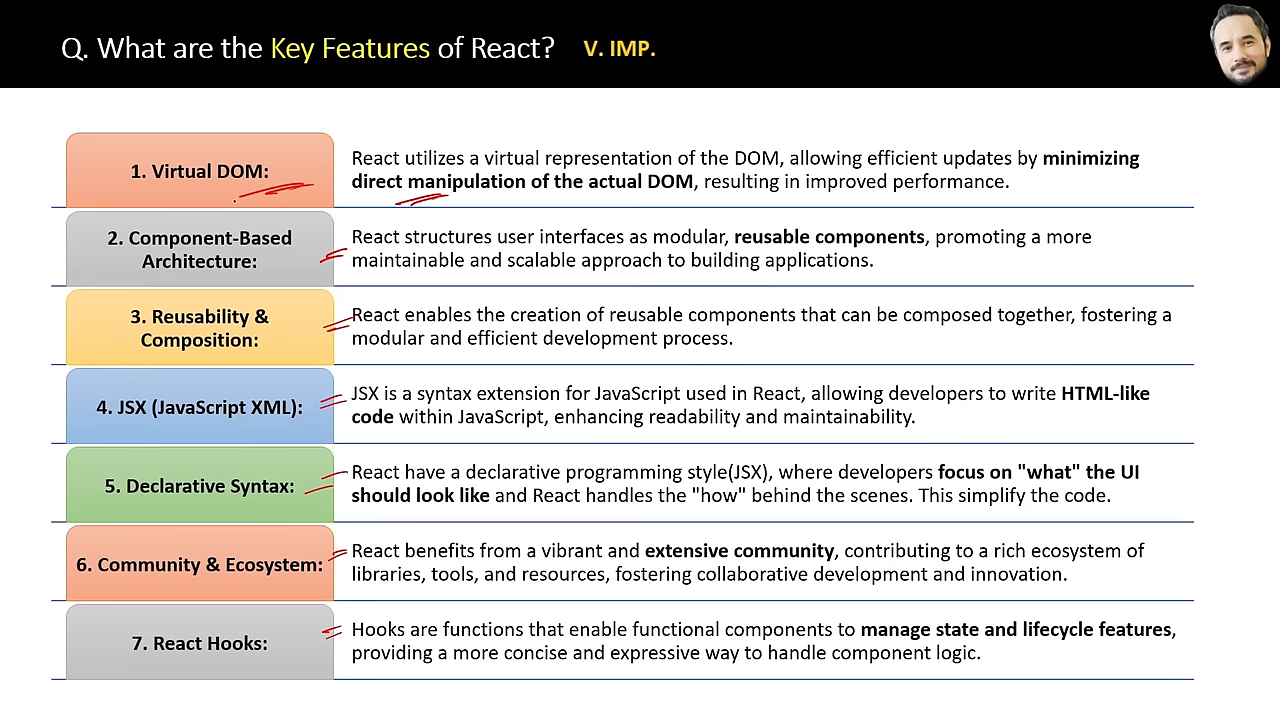 Q. What are the Key Features of React? V. IMP.
1. Virtual DOM:
React utilizes a virtual representation of the DOM, allowing efficient updates by minimizing
direct manipulation of the actual DOM, resulting in improved performance.
2. Component-Based
Architecture:
React structures user interfaces as modular, reusable components, promoting a more
maintainable and scalable approach to building applications.
3. Reusability &
Composition:
React enables the creation of reusable components that can be composed together, fostering a
modular and efficient development process.
4. JSX (JavaScript XML):
JSX is a syntax extension for JavaScript used in React, allowing developers to write HTML-like
code within JavaScript, enhancing readability and maintainability.
5. Declarative Syntax:
React have a declarative programming style(JSX), where developers focus on "what" the UI
should look like and React handles the "how" behind the scenes. This simplify the code.
6. Community & Ecosystem:
React benefits from a vibrant and extensive community, contributing to a rich ecosystem of
libraries, tools, and resources, fostering collaborative development and innovation.
7. React Hooks:
Hooks are functions that enable functional components to manage state and lifecycle features,
providing a more concise and expressive way to handle component logic.